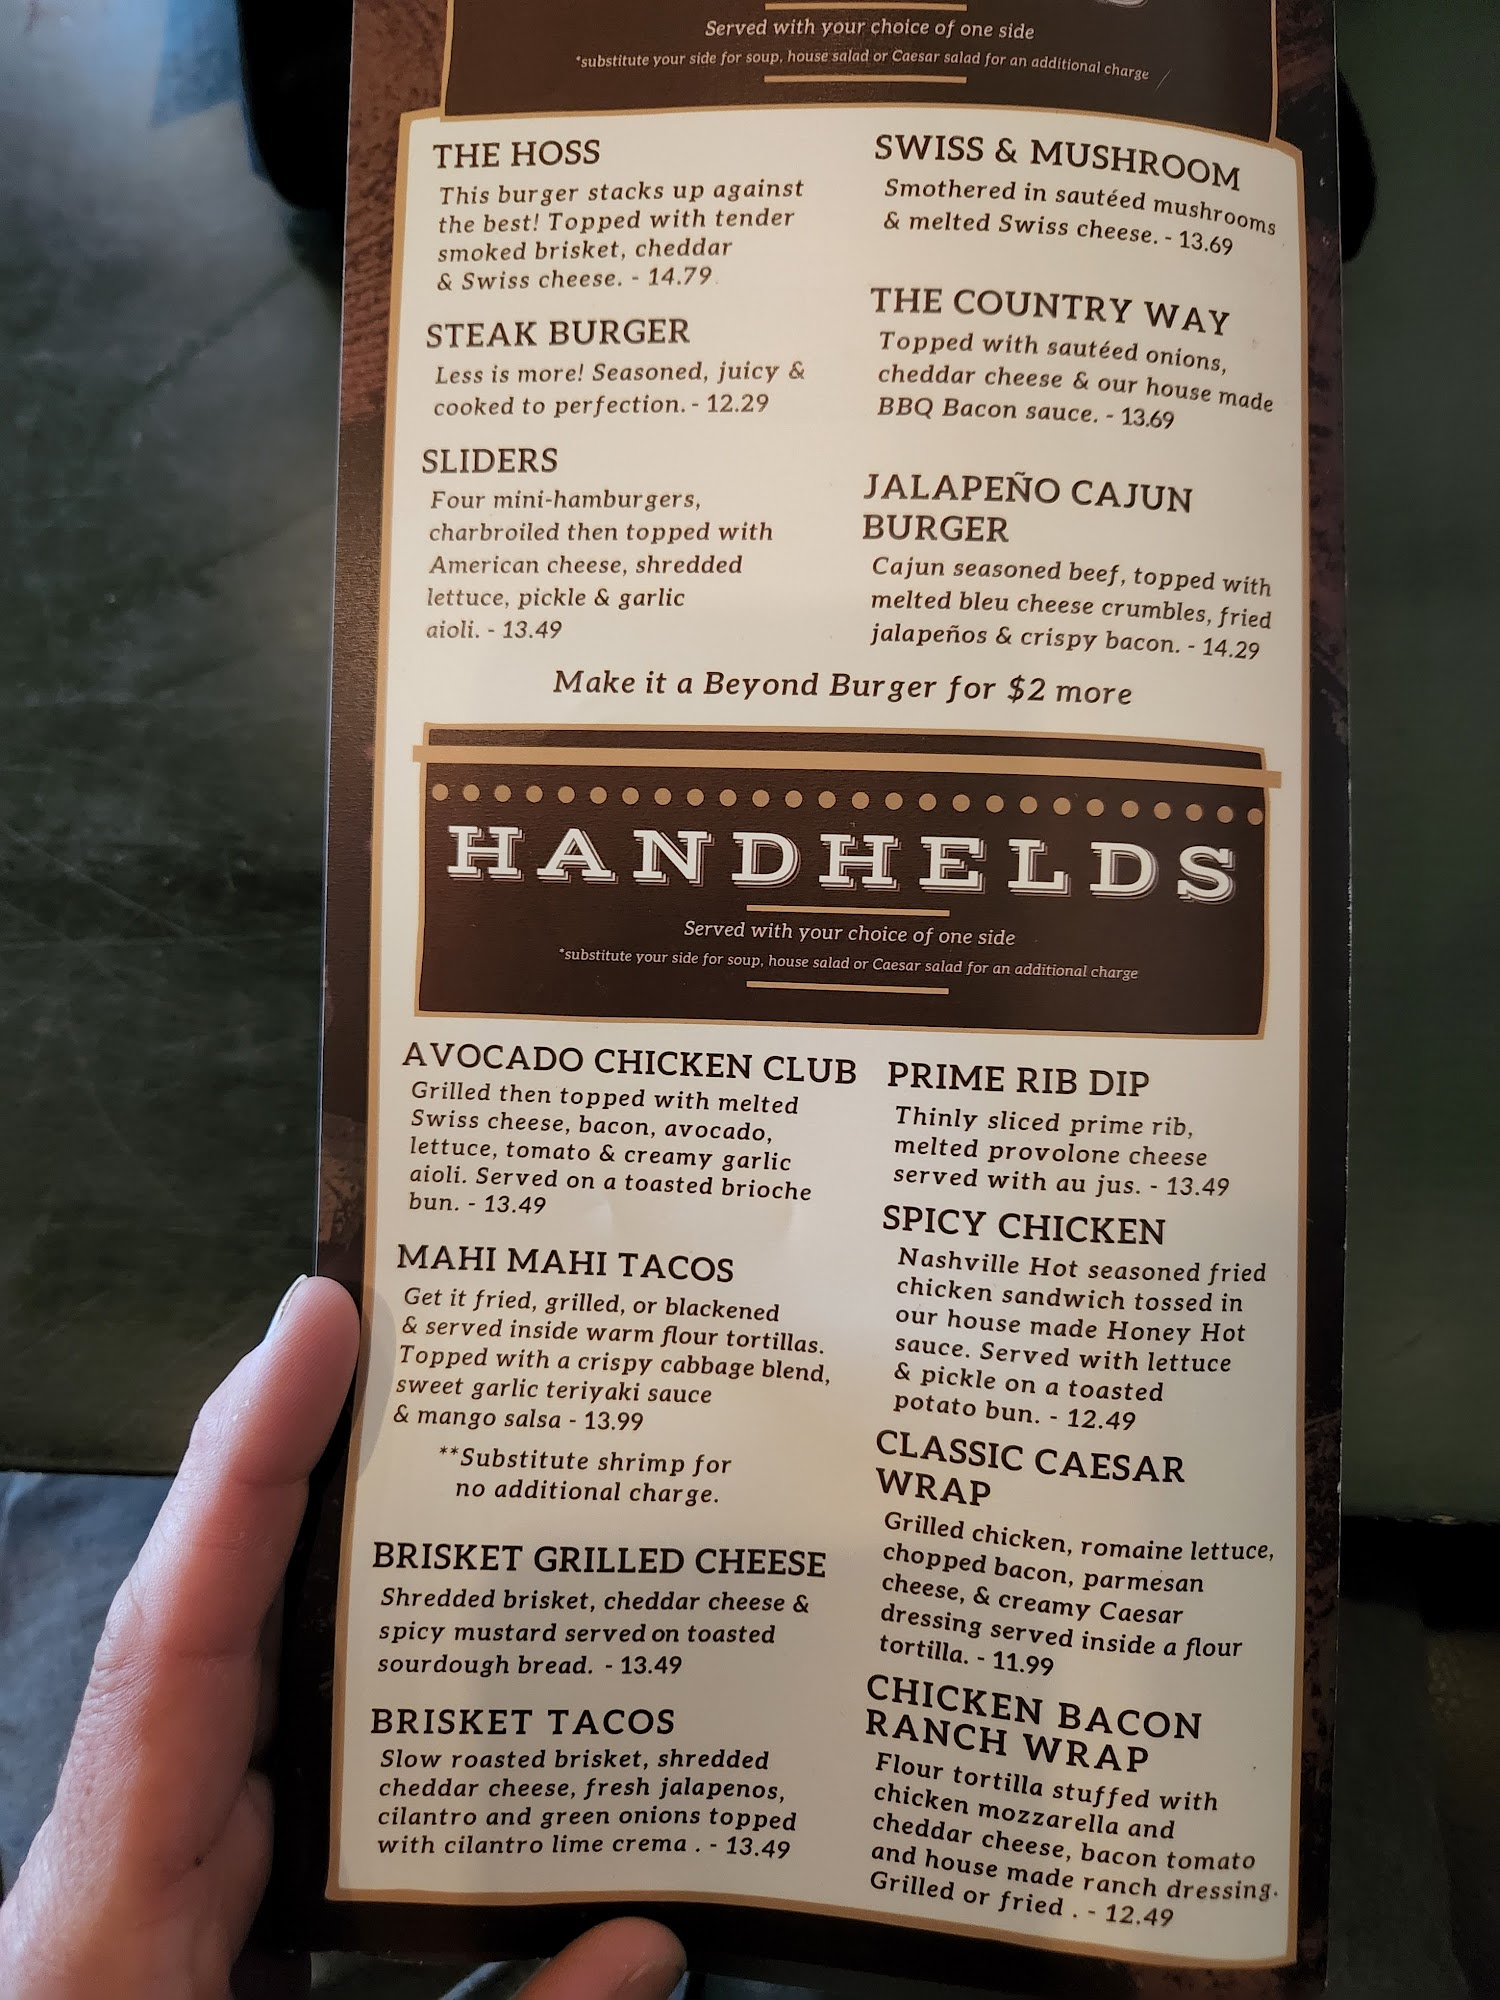 Served with your choice of one side
*substitute your side for soup, house salad or Caesar salad for an additional charge
THE HOSS
This burger stacks up against
the best! Topped with tender
smoked brisket, cheddar
& Swiss cheese. - 14.79
STEAK BURGER
Less is more! Seasoned, juicy &
cooked to perfection. - 12.29
SLIDERS
Four mini-hamburgers,
charbroiled then topped with
American cheese, shredded
lettuce, pickle & garlic
aioli. - 13.49
SWISS & MUSHROOM
Smothered in sautéed mushrooms
& melted Swiss cheese. - 13.69
THE COUNTRY WAY
Topped with sautéed onions,
cheddar cheese & our house made
BBQ Bacon sauce. - 13.69
JALAPEÑO CAJUN
BURGER
Cajun seasoned beef, topped with
melted bleu cheese crumbles, fried
jalapeños & crispy bacon. - 14.29
Make it a Beyond Burger for $2 more
HANDHELDS
Served with your choice of one side
*substitute your side for soup, house salad or Caesar salad for an additional charge
AVOCADO CHICKEN CLUB
Grilled then topped with melted
Swiss cheese, bacon, avocado,
lettuce, tomato & creamy garlic
aioli. Served on a toasted brioche
bun. - 13.49
MAHI MAHI TACOS
Get it fried, grilled, or blackened
& served inside warm flour tortillas.
Topped with a crispy cabbage blend,
sweet garlic teriyaki sauce
& mango salsa - 13.99
**Substitute shrimp for
no additional charge.
BRISKET GRILLED CHEESE
Shredded brisket, cheddar cheese &
spicy mustard served on toasted
sourdough bread. - 13.49
BRISKET TACOS
Slow roasted brisket, shredded
cheddar cheese, fresh jalapenos,
cilantro and green onions topped
with cilantro lime crema . - 13.49
PRIME RIB DIP
Thinly sliced prime rib,
melted provolone cheese
served with au jus. - 13.49
SPICY CHICKEN
Nashville Hot seasoned fried
chicken sandwich tossed in
our house made Honey Hot
sauce. Served with lettuce
& pickle on a toasted
potato bun. - 12.49
CLASSIC CAESAR
WRAP
Grilled chicken, romaine lettuce,
chopped bacon, parmesan
cheese, & creamy Caesar
dressing served inside a flour
tortilla. - 11.99
CHICKEN BACON
RANCH WRAP
Flour tortilla stuffed with
chicken mozzarella and
cheddar cheese, bacon tomato
and house made ranch dressing.
Grilled or fried . - 12.49